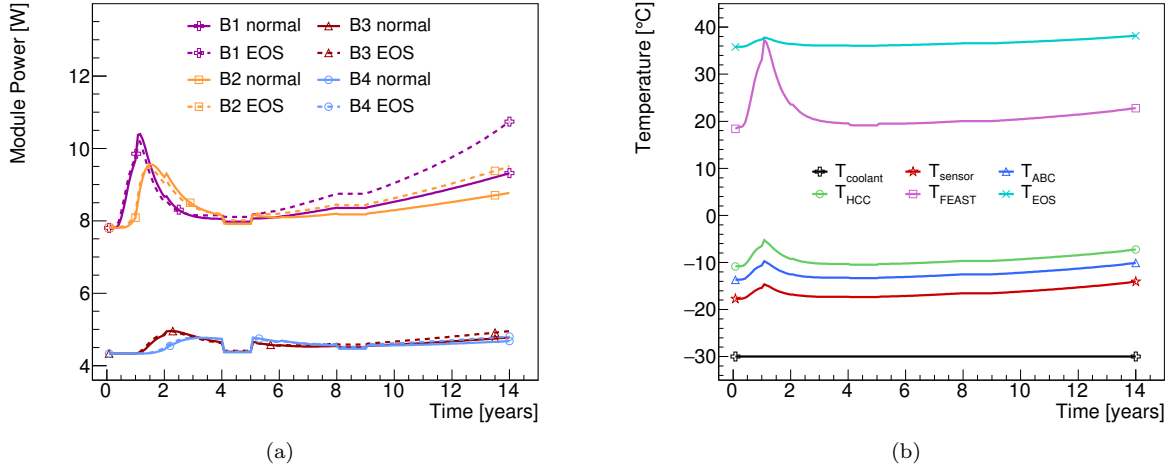 Module Power [W]
B1 normal
B3 normal
B1 EOS
B3 EOS
B2 normal
B4 normal
B2 EOS
B4 EOS
12
10
8
6
4
0 2 4 6 8 10 12 14
Time [years]
(a)
Temperature [°C]
40
30
20
10
0
−10
−20
−30
T_coolant T_sensor T_ABC
T_HCC T_FEAST T_EOS
0 2 4 6 8 10 12 14
Time [years]
(b)